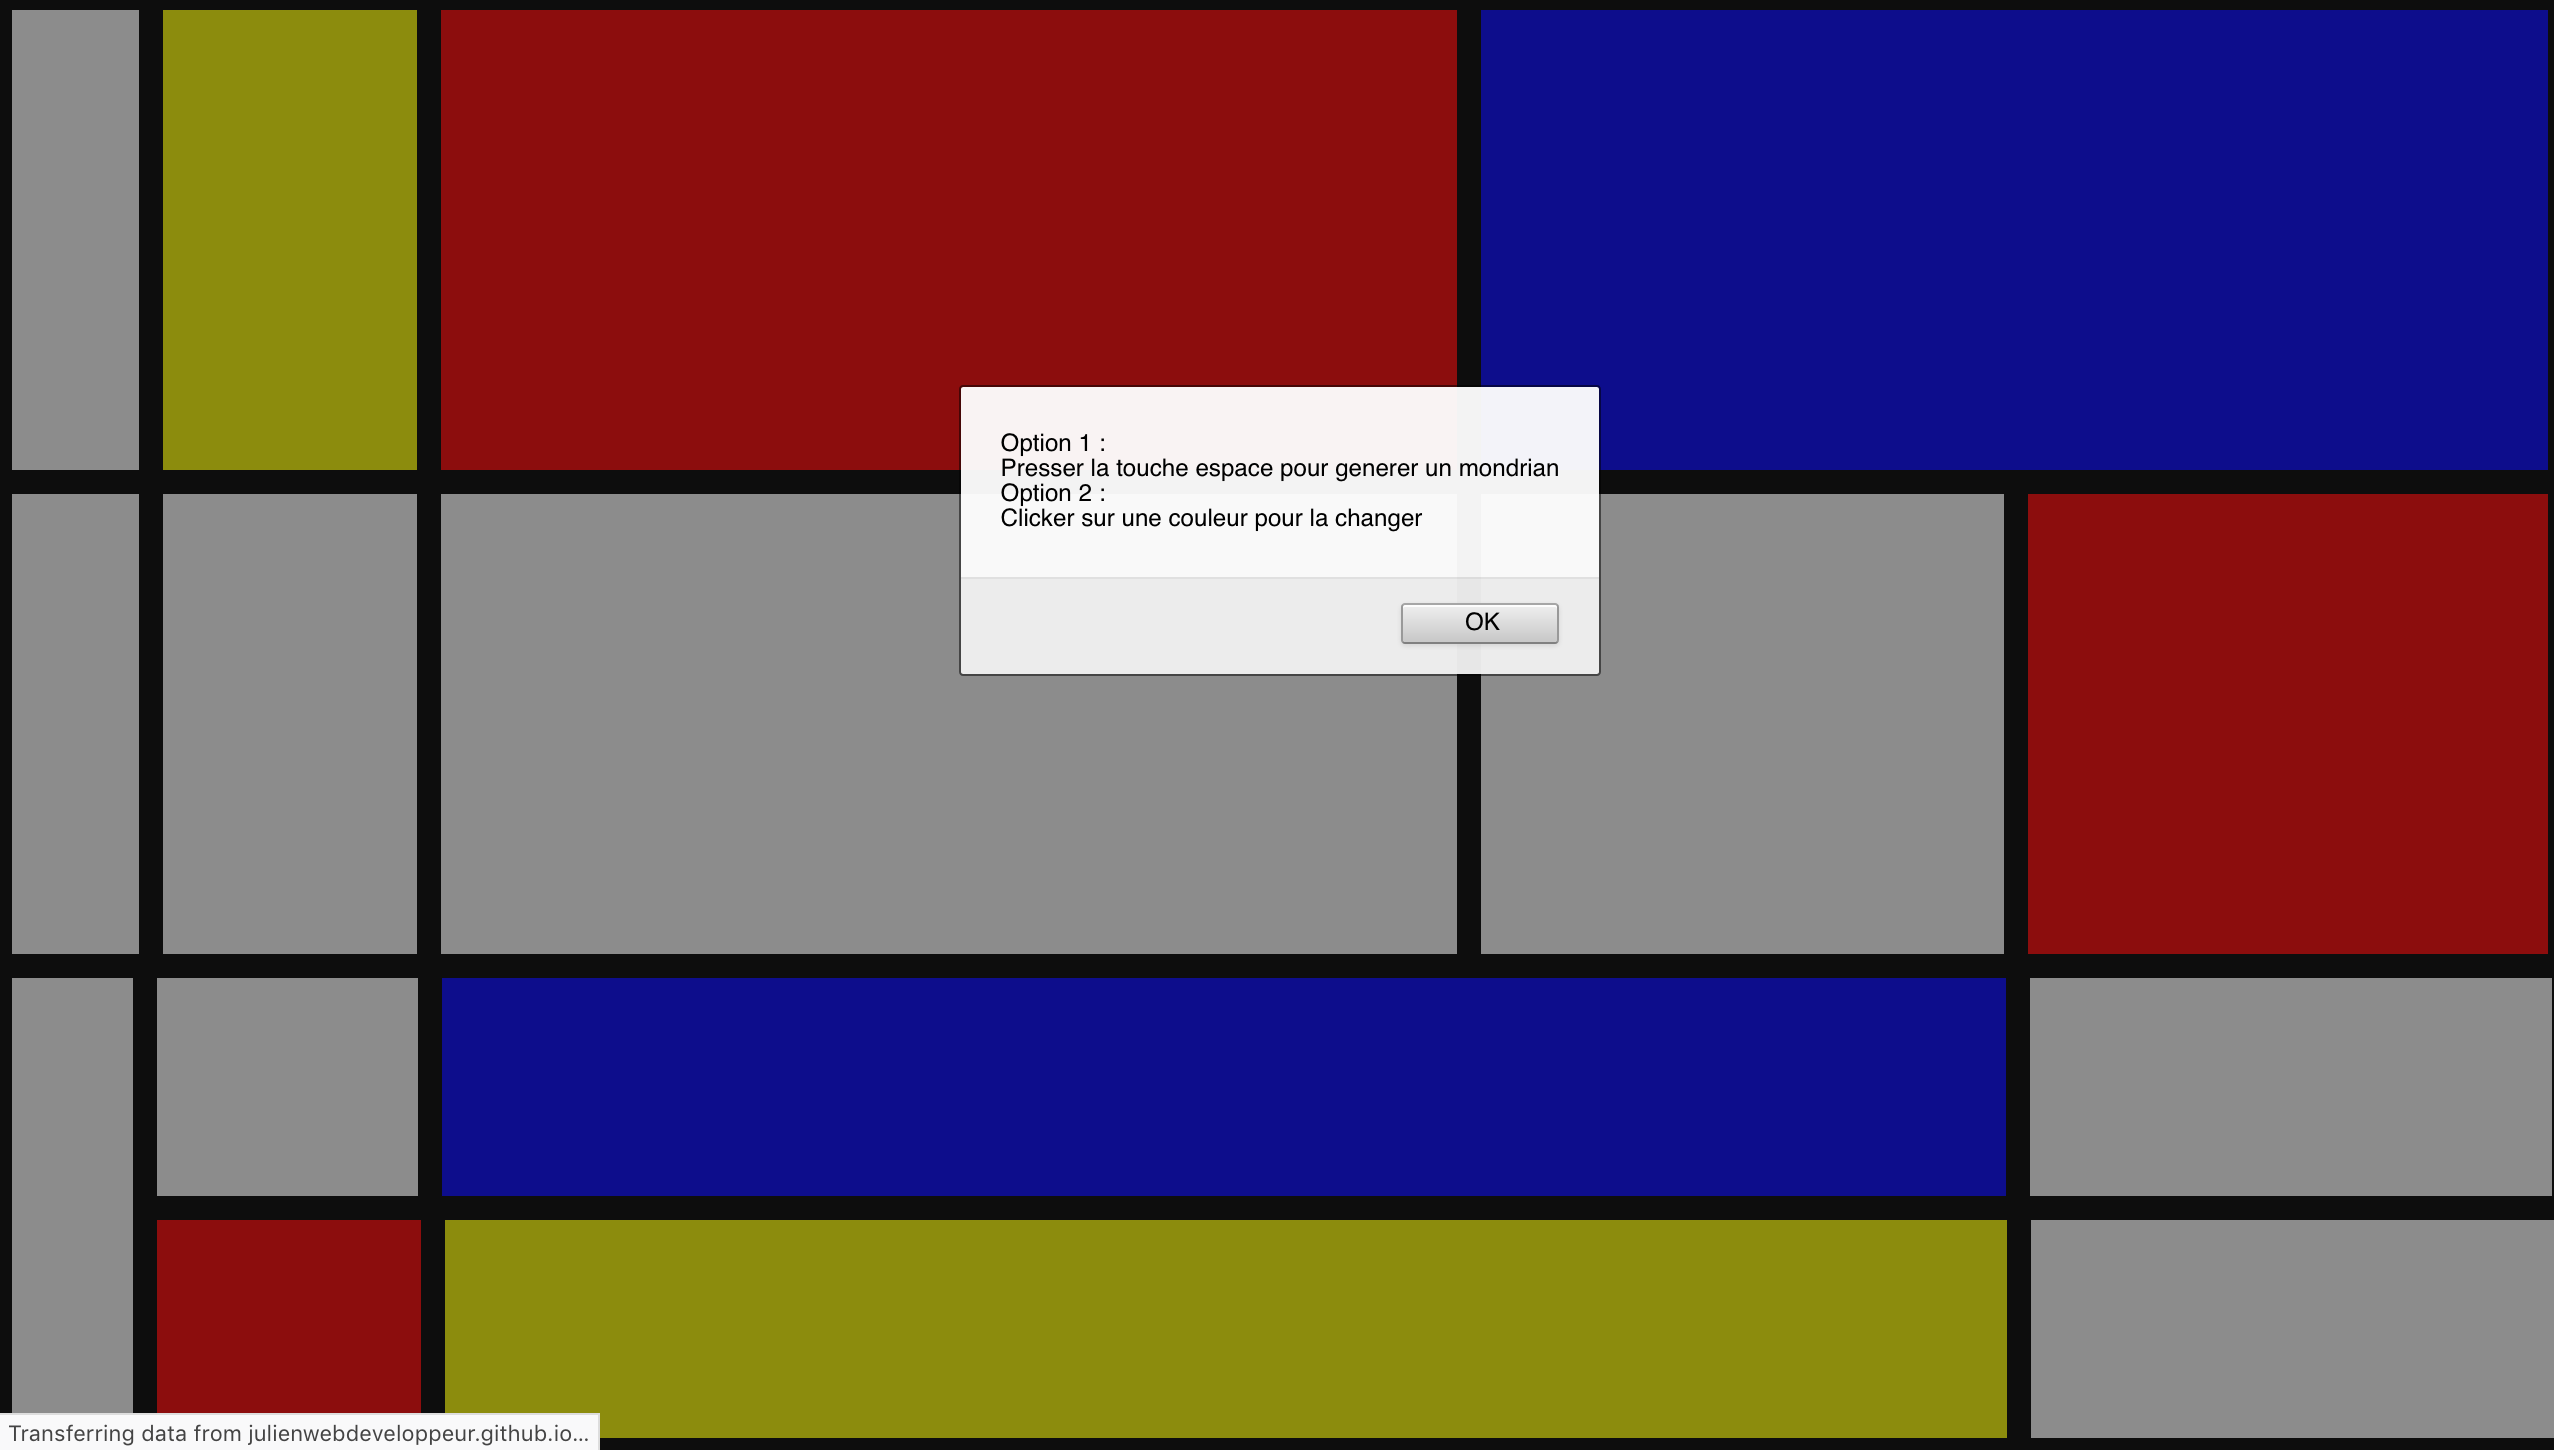 Option 1 :
Presser la touche espace pour generer un mondrian
Option 2 :
Clicker sur une couleur pour la changer
OK
Transferring data from julienwebdeveloppeur.github.io...